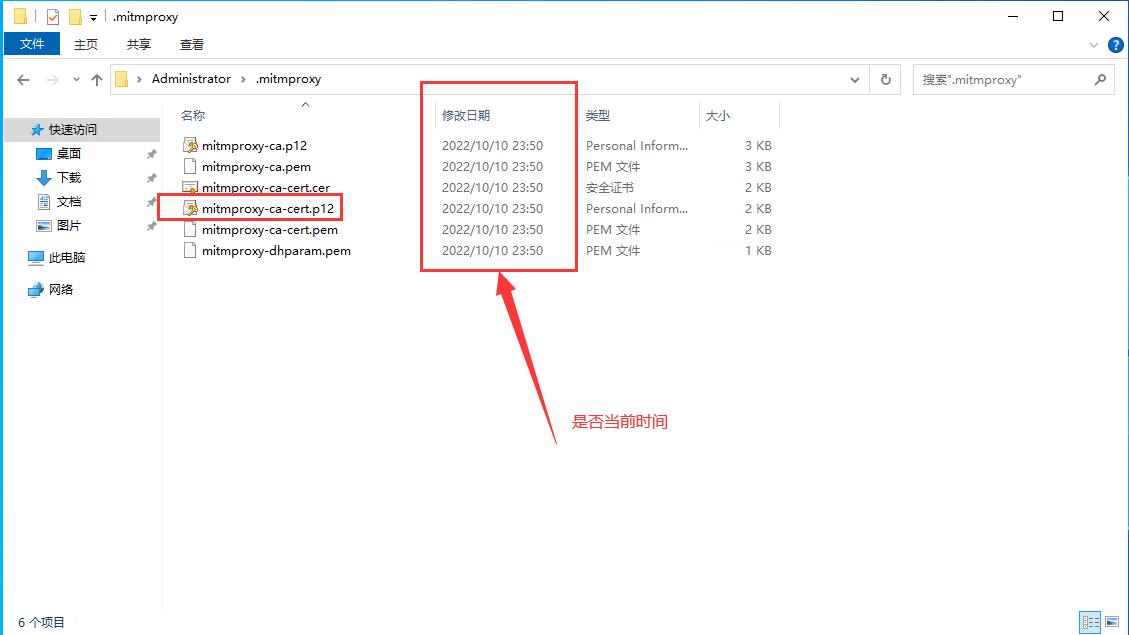 .mitmproxy
文件 主页 共享 查看
Administrator .mitmproxy 搜索".mitmproxy"
名称 修改日期 类型 大小
快速访问
桌面
下载
文档
图片
此电脑
网络
mitmproxy-ca.p12 2022/10/10 23:50 Personal Inform... 3 KB
mitmproxy-ca.pem 2022/10/10 23:50 PEM 文件 3 KB
mitmproxy-ca-cert.cer 2022/10/10 23:50 安全证书 2 KB
mitmproxy-ca-cert.p12 2022/10/10 23:50 Personal Inform... 2 KB
mitmproxy-ca-cert.pem 2022/10/10 23:50 PEM 文件 2 KB
mitmproxy-dhparam.pem 2022/10/10 23:50 PEM 文件 1 KB
是否当前时间
6 个项目